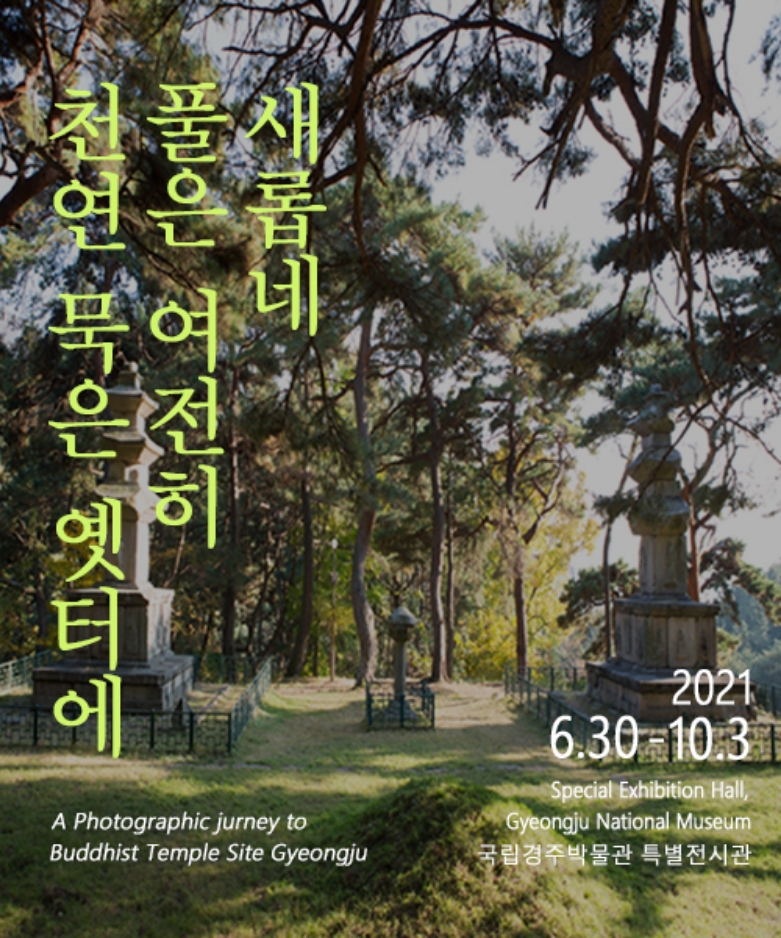 천연 묵은 옛터에
풀은 여전히
새롭네
A Photographic jurney to
Buddhist Temple Site Gyeongju
2021
6.30-10.3
Special Exhibition Hall,
Gyeongju National Museum
국립경주박물관 특별전시관